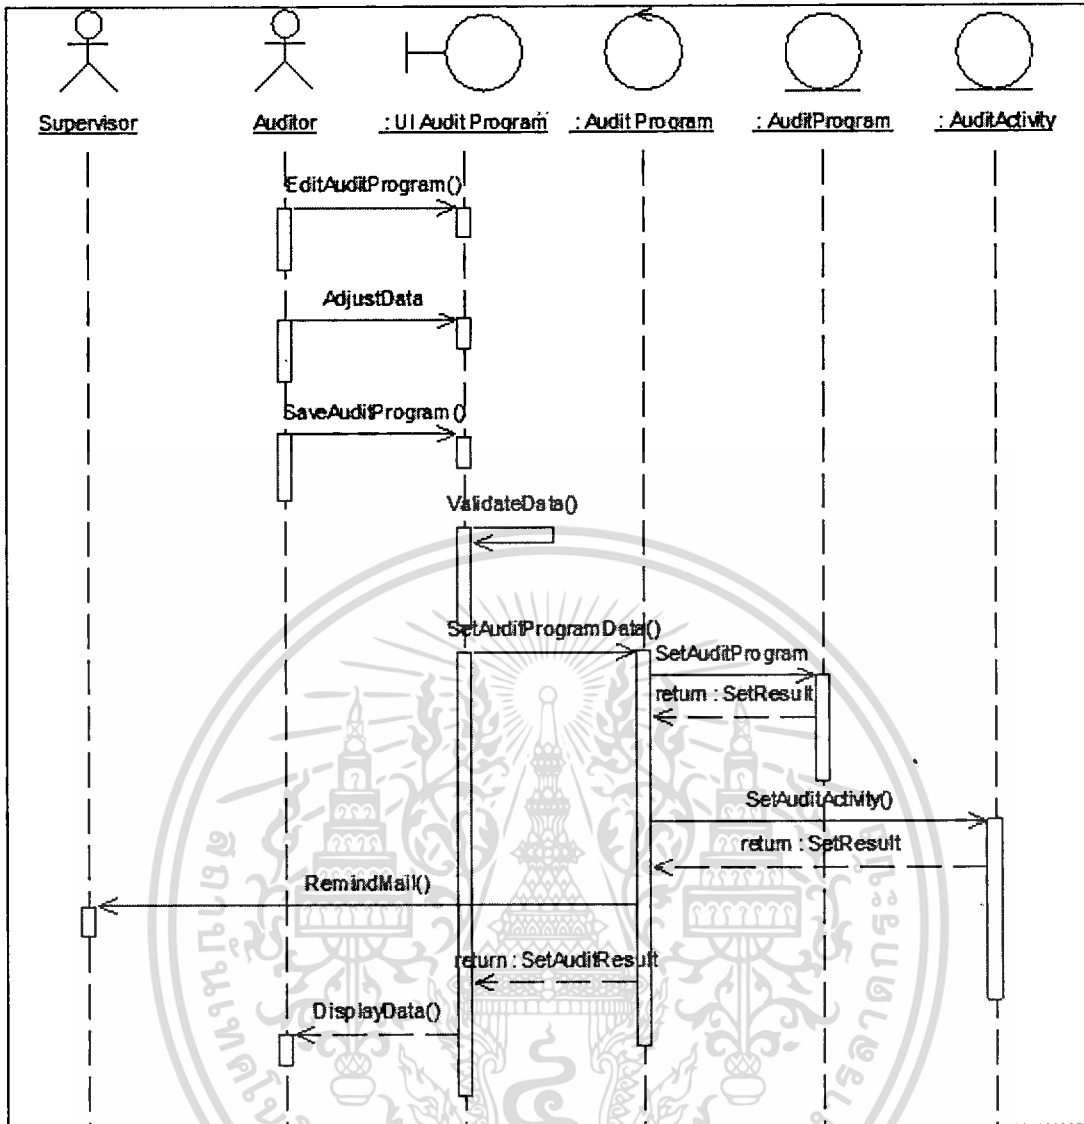 Supervisor
Auditor
: UI Audit Program
: Audit Program
: AuditProgram
: AuditActivity
EditAuditProgram()
AdjustData
SaveAuditProgram()
ValidateData()
SetAuditProgramData()
SetAuditProgram
return : SetResult
SetAuditActivity()
return : SetResult
RemindMail()
return : SetAuditResult
DisplayData()